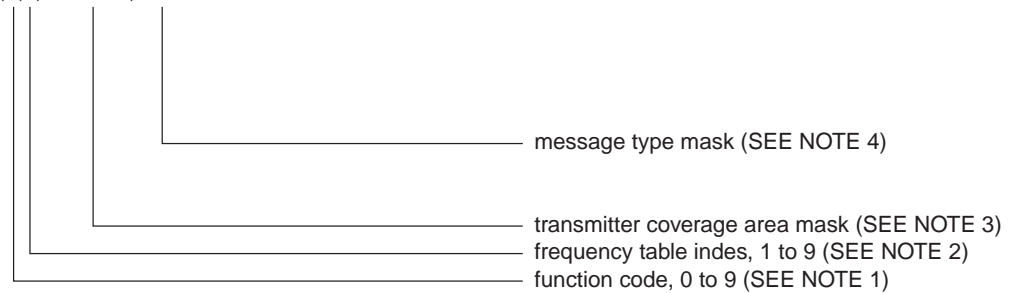 message type mask (SEE NOTE 4)
transmitter coverage area mask (SEE NOTE 3)
frequency table indes, 1 to 9 (SEE NOTE 2)
function code, 0 to 9 (SEE NOTE 1)